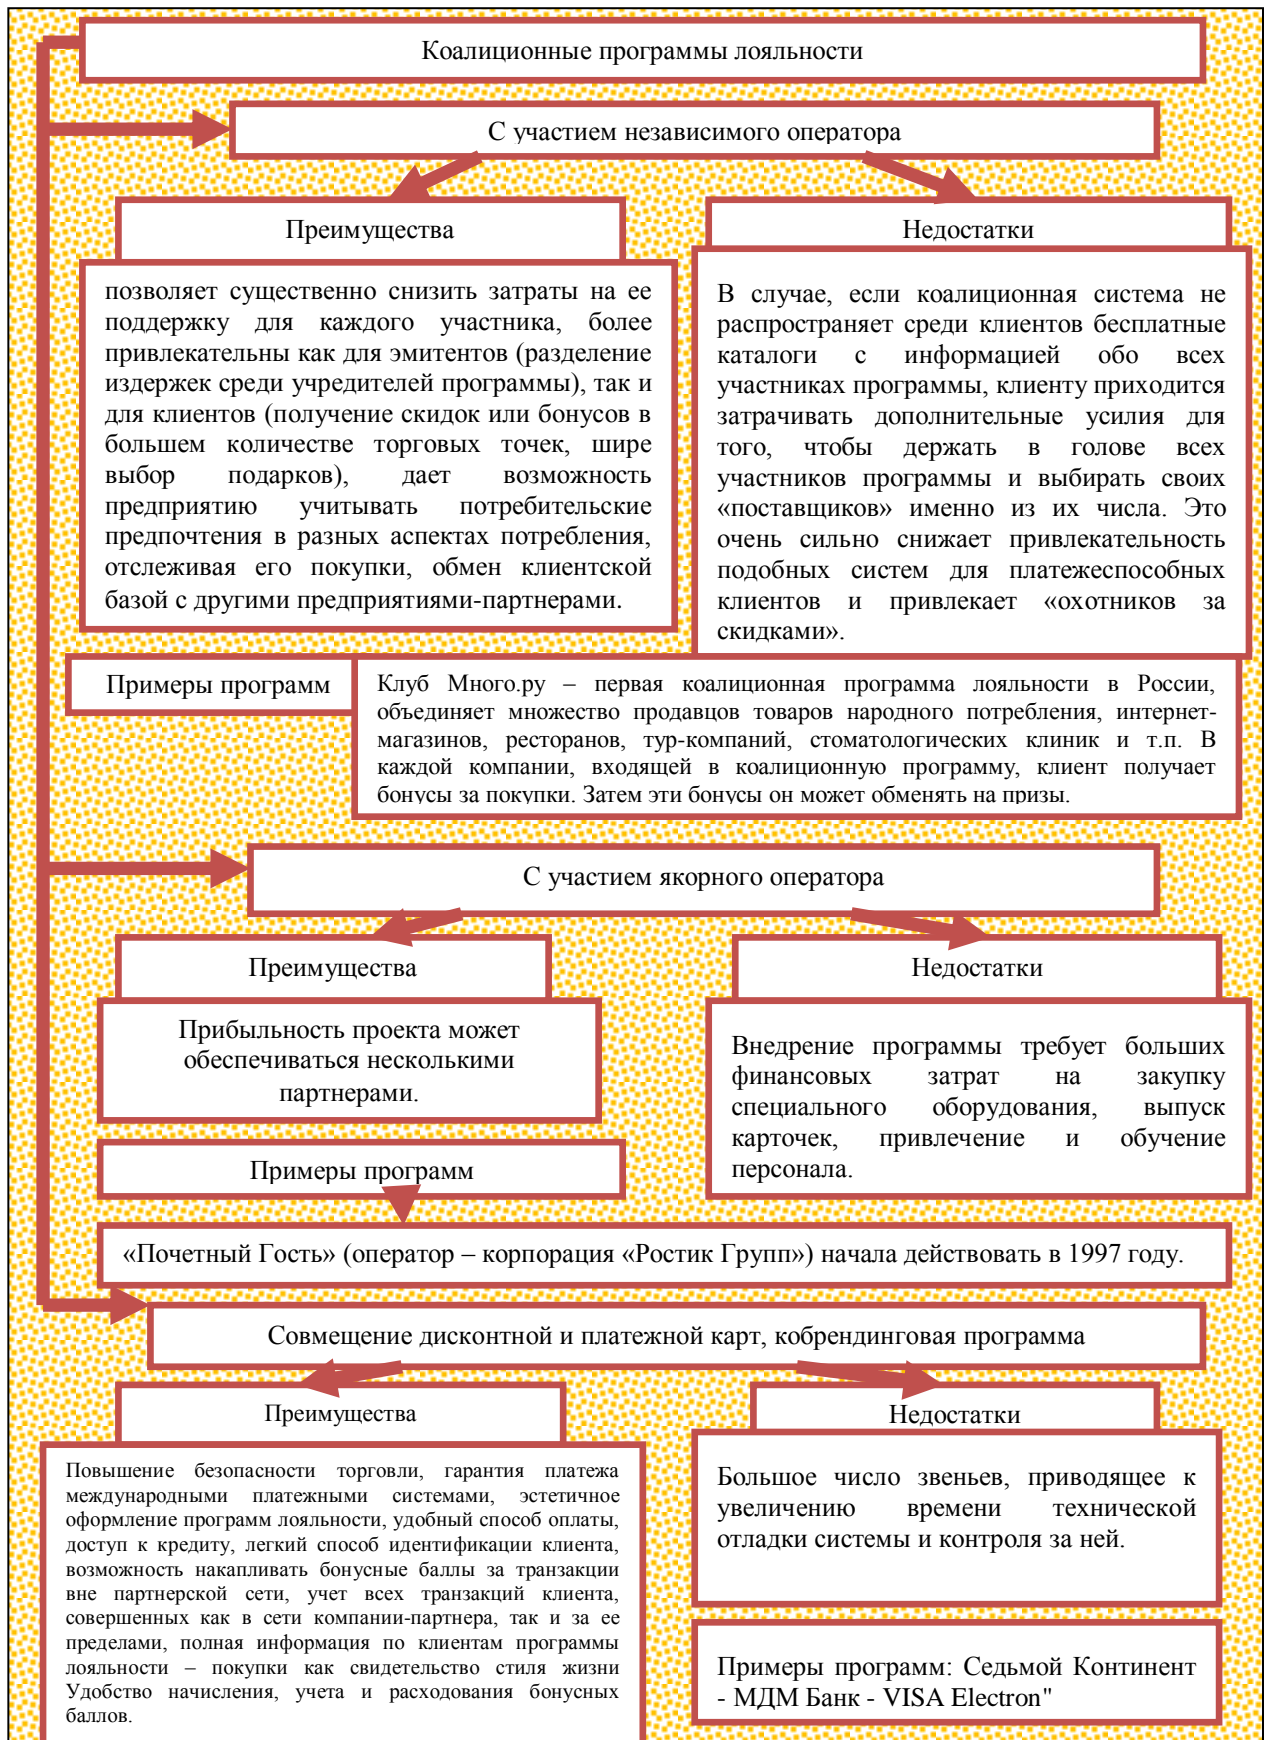 Коалиционные программы лояльности
С участием независимого оператора
Преимущества
позволяет существенно снизить затраты на ее
поддержку для каждого участника, более
привлекательны как для эмитентов (разделение
издержек среди учредителей программы), так и
для клиентов (получение скидок или бонусов в
большем количестве торговых точек, шире
выбор подарков), дает возможность
предприятию учитывать потребительские
предпочтения в разных аспектах потребления,
отслеживая его покупки, обмен клиентской
базой с другими предприятиями-партнерами.
Недостатки
В случае, если коалиционная система не
распространяет среди клиентов бесплатные
каталоги с информацией обо всех
участниках программы, клиенту приходится
затрачивать дополнительные усилия для
того, чтобы держать в голове всех
участников программы и выбирать своих
«поставщиков» именно из их числа. Это
очень сильно снижает привлекательность
подобных систем для платежеспособных
клиентов и привлекает «охотников за
скидками».
Примеры программ
Клуб Много.ру – первая коалиционная программа лояльности в России,
объединяет множество продавцов товаров народного потребления, интернет-
магазинов, ресторанов, тур-компаний, стоматологических клиник и т.п. В
каждой компании, входящей в коалиционную программу, клиент получает
бонусы за покупки. Затем эти бонусы он может обменять на призы.
С участием якорного оператора
Преимущества
Прибыльность проекта может
обеспечиваться несколькими
партнерами.
Недостатки
Внедрение программы требует больших
финансовых затрат на закупку
специального оборудования, выпуск
карточек, привлечение и обучение
персонала.
Примеры программ
«Почетный Гость» (оператор – корпорация «Ростик Групп») начала действовать в 1997 году.
Совмещение дисконтной и платежной карт, кобрендинговая программа
Преимущества
Повышение безопасности торговли, гарантия платежа
международными платежными системами, эстетичное
оформление программ лояльности, удобный способ оплаты,
доступ к кредиту, легкий способ идентификации клиента,
возможность накапливать бонусные баллы за транзакции
вне партнерской сети, учет всех транзакций клиента,
совершенных как в сети компании-партнера, так и за ее
пределами, полная информация по клиентам программы
лояльности – покупки как свидетельство стиля жизни
Удобство начисления, учета и расходования бонусных
баллов.
Недостатки
Большое число звеньев, приводящее к
увеличению времени технической
отладки системы и контроля за ней.
Примеры программ: Седьмой Континент
- МДМ Банк - VISA Electron"